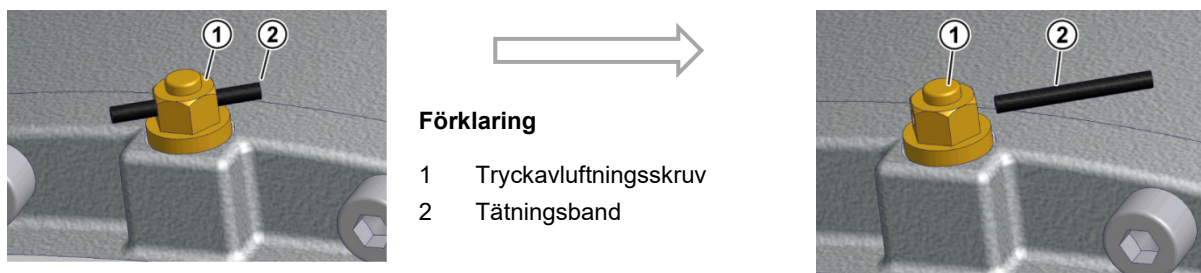 1 2
Förklaring
1 Tryckavluftningsskruv
2 Tätningsband
1 2